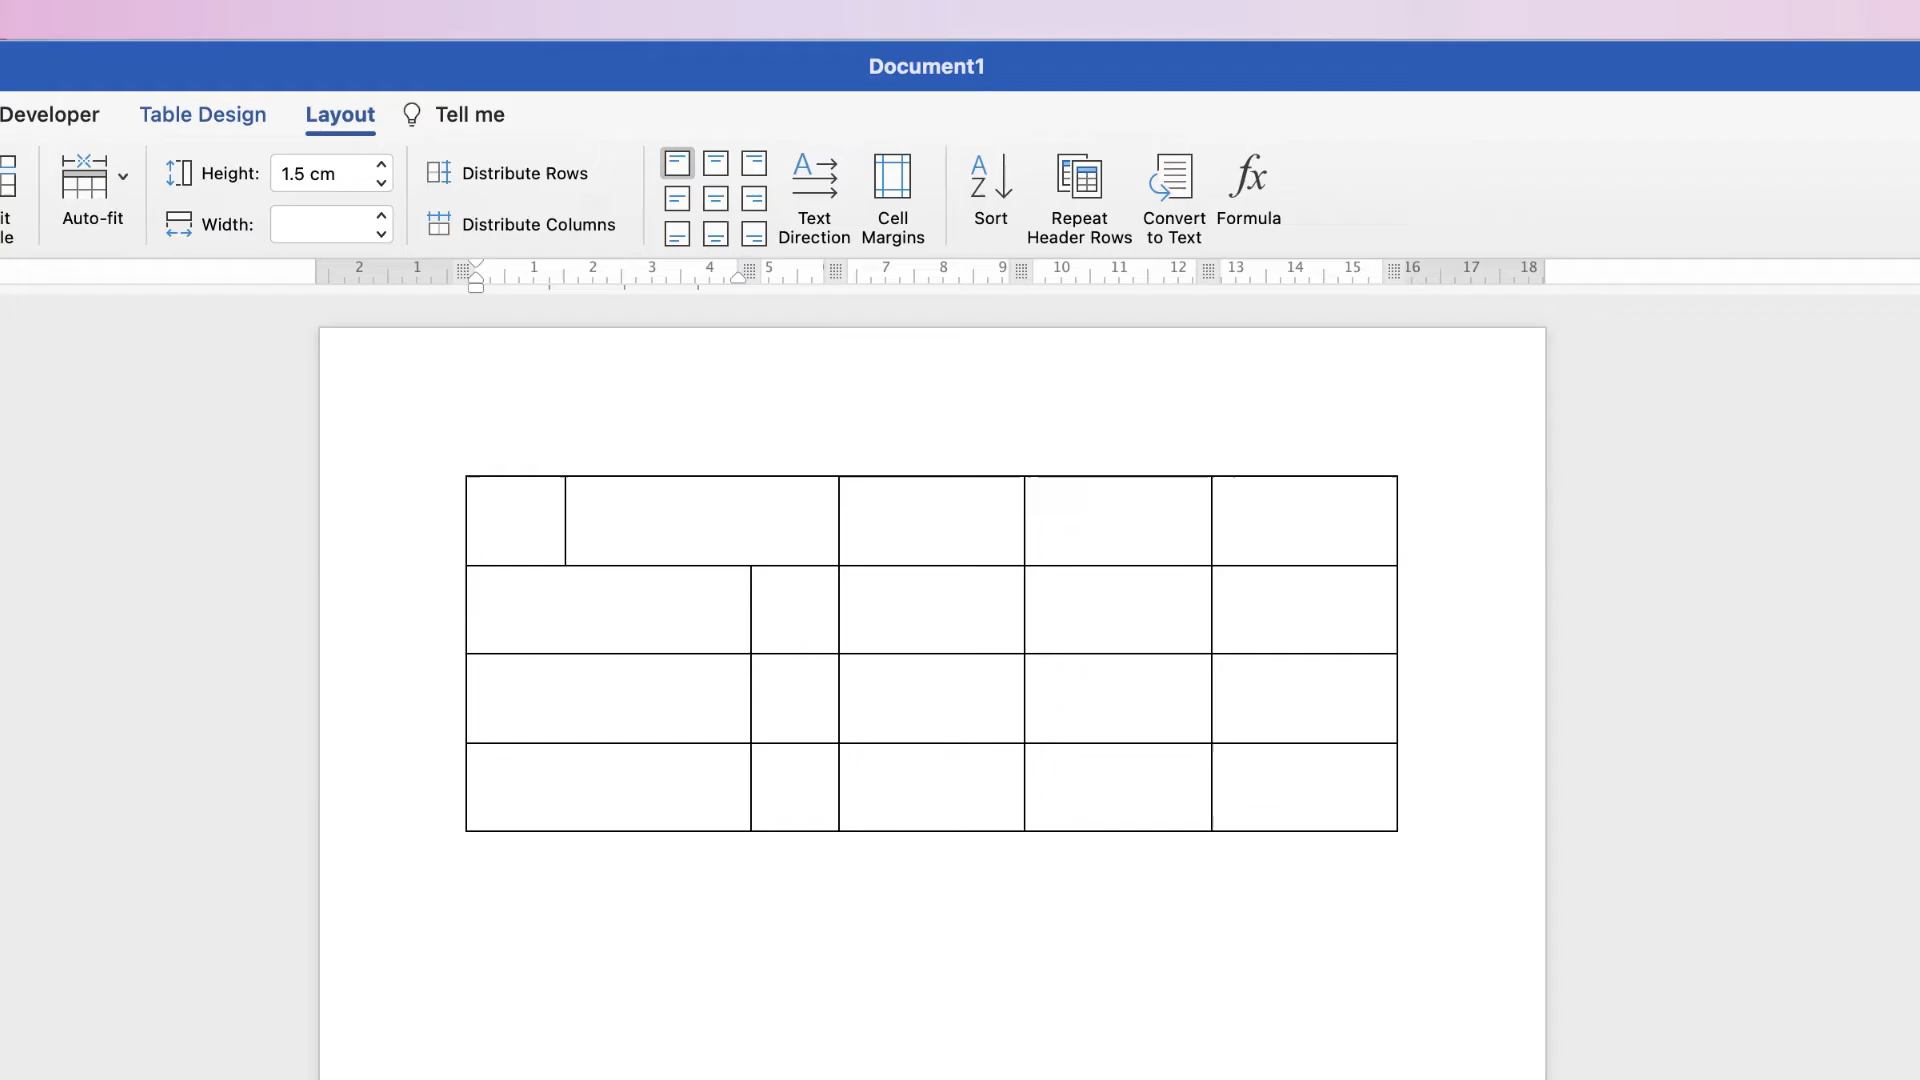 Document1
Developer
Table Design
Layout
Tell me
it
le
Auto-fit
Height:
1.5 cm
Width:
Distribute Rows
Distribute Columns
Text
Direction
Cell
Margins
Sort
Repeat
Header Rows
Convert
to Text
Formula
2 1 1 2 3 4 5 7 8 9 10 11 12 13 14 15 16 17 18